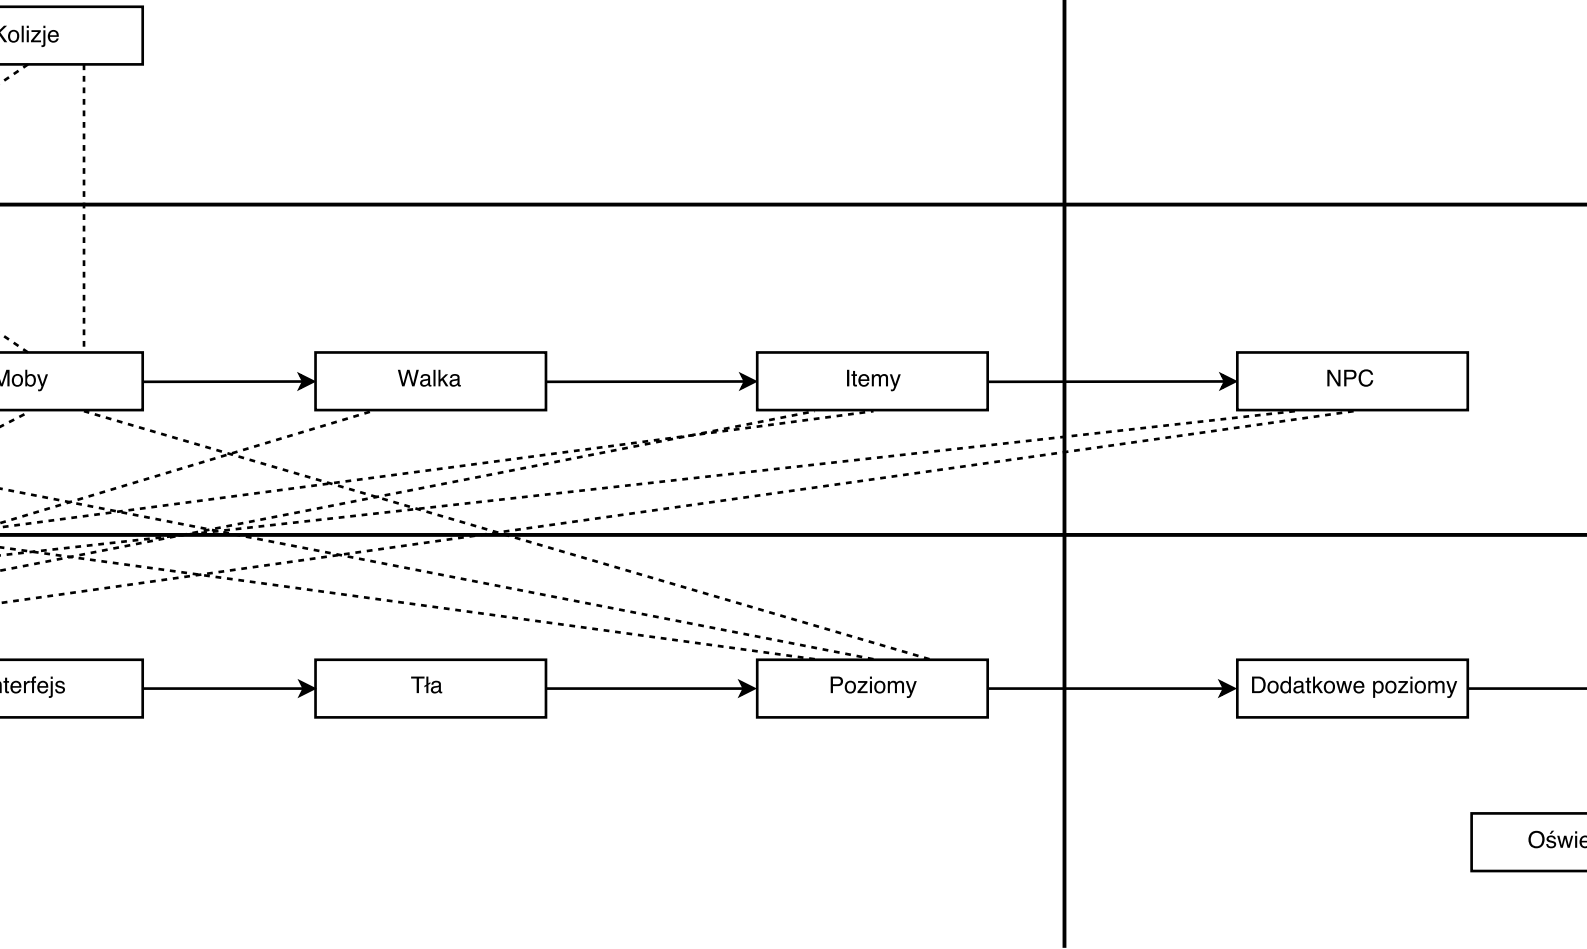 Kolizje
Moby
Walka
Itemy
NPC
nterfejs
Tła
Poziomy
Dodatkowe poziomy
Oświe